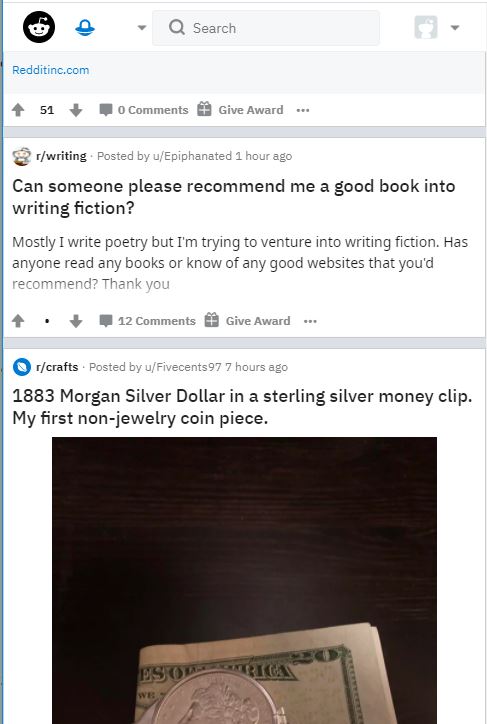 Search
Redditinc.com
51 0 Comments Give Award
r/writing · Posted by u/Epiphanated 1 hour ago
Can someone please recommend me a good book into
writing fiction?
Mostly I write poetry but I'm trying to venture into writing fiction. Has
anyone read any books or know of any good websites that you'd
recommend? Thank you
• 12 Comments Give Award
r/crafts · Posted by u/Fivecents97 7 hours ago
1883 Morgan Silver Dollar in a sterling silver money clip.
My first non-jewelry coin piece.
20
WE